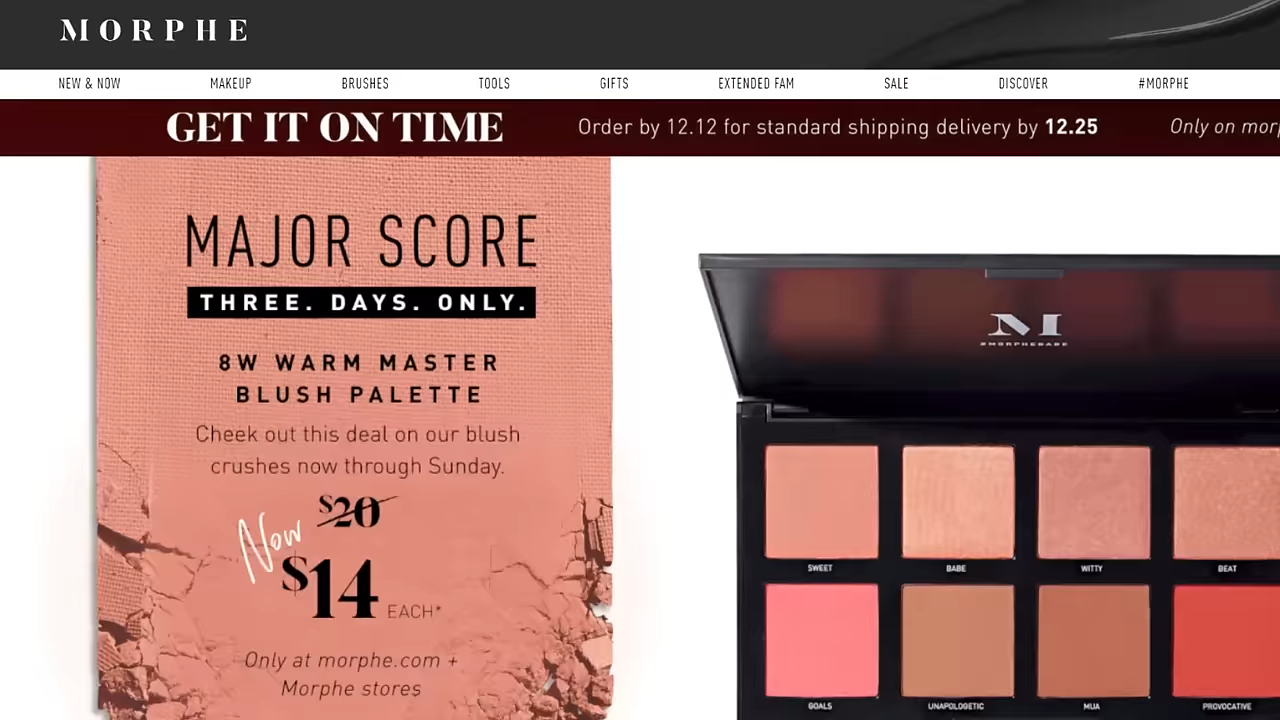 MORPHE
NEW & NOW
MAKEUP
BRUSHES
TOOLS
GIFTS
EXTENDED FAM
SALE
DISCOVER
#MORPHE
GET IT ON TIME
Order by 12.12 for standard shipping delivery by 12.25
Only on
MAJOR SCORE
THREE. DAYS. ONLY.
8W WARM MASTER
BLUSH PALETTE
Cheek out this deal on our blush
crushes now through Sunday.
$20
Now
$14 EACH*
Only at morphe.com +
Morphe stores
M
#MORPHEBABE
SWEET
BABE
WITTY
BEAT
GOALS
UNAPOLOGETIC
MUA
PROVOCATIVE